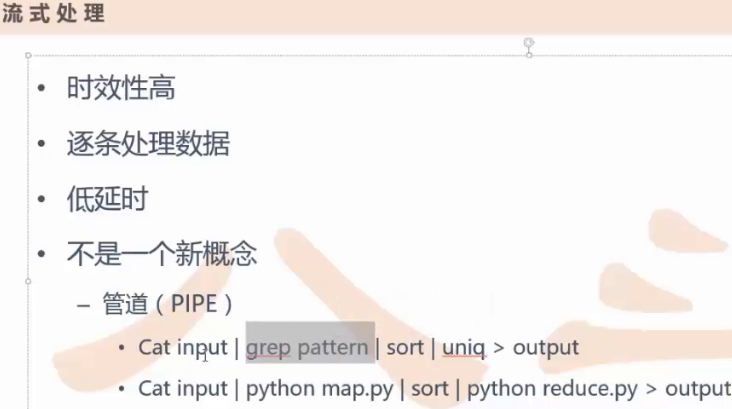 流式处理
• 时效性高
• 逐条处理数据
• 低延时
• 不是一个新概念
– 管道（PIPE）
• Cat input | grep pattern | sort | uniq > output
• Cat input | python map.py | sort | python reduce.py > output